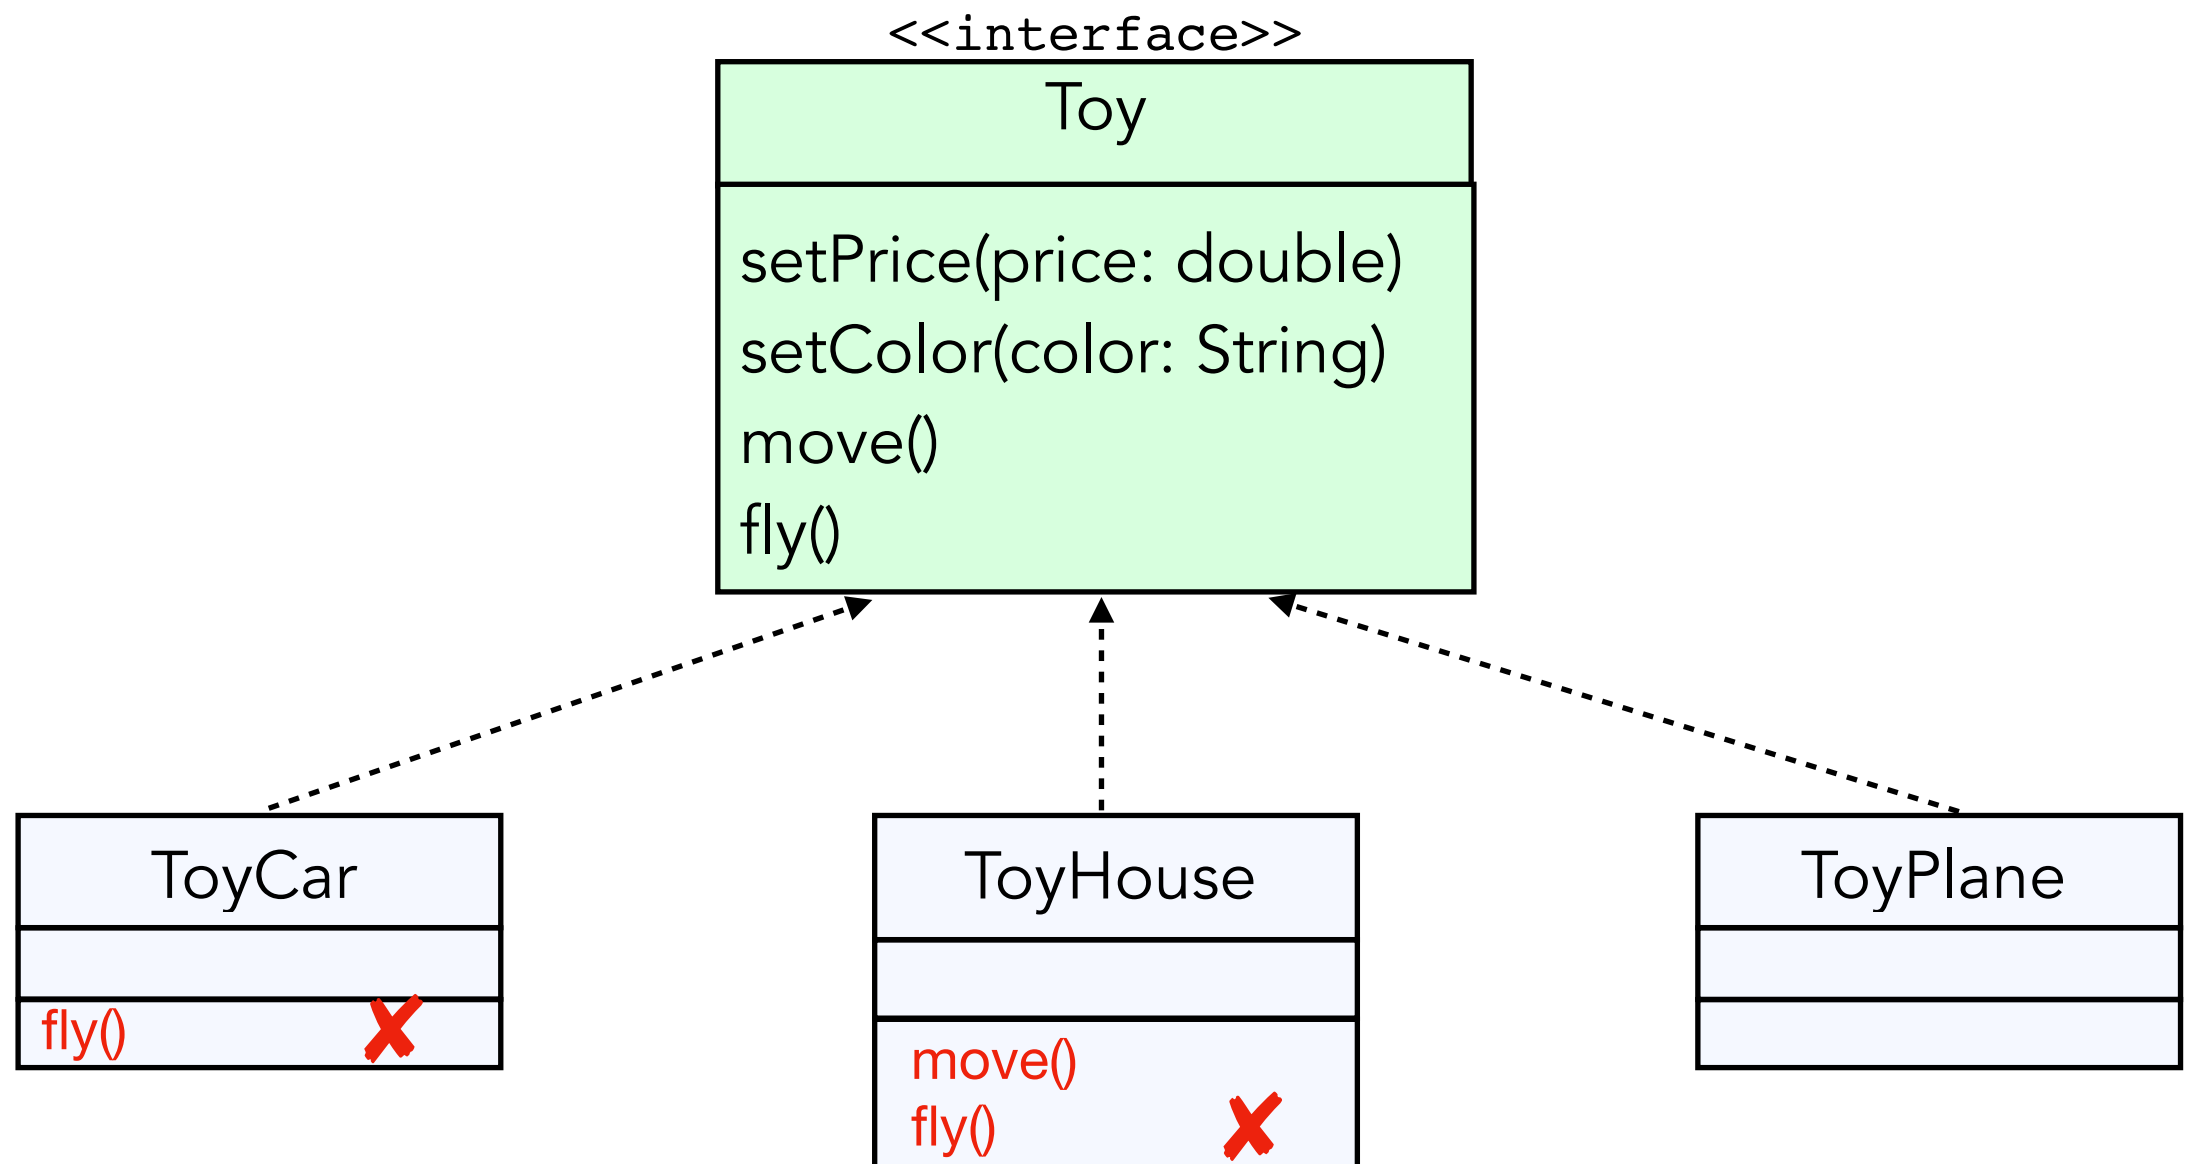 <<interface>>
Toy
setPrice(price: double)
setColor(color: String)
move()
fly()
ToyCar
ToyHouse
ToyPlane
fly()
move()
fly()